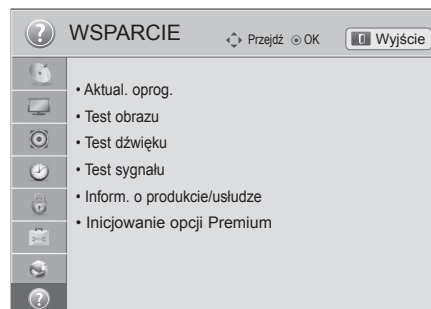 WSPARCIE
Przejdź OK Wyjście
• Aktual. oprog.
• Test obrazu
• Test dźwięku
• Test sygnału
• Inform. o produkcie/usłudze
• Inicjowanie opcji Premium